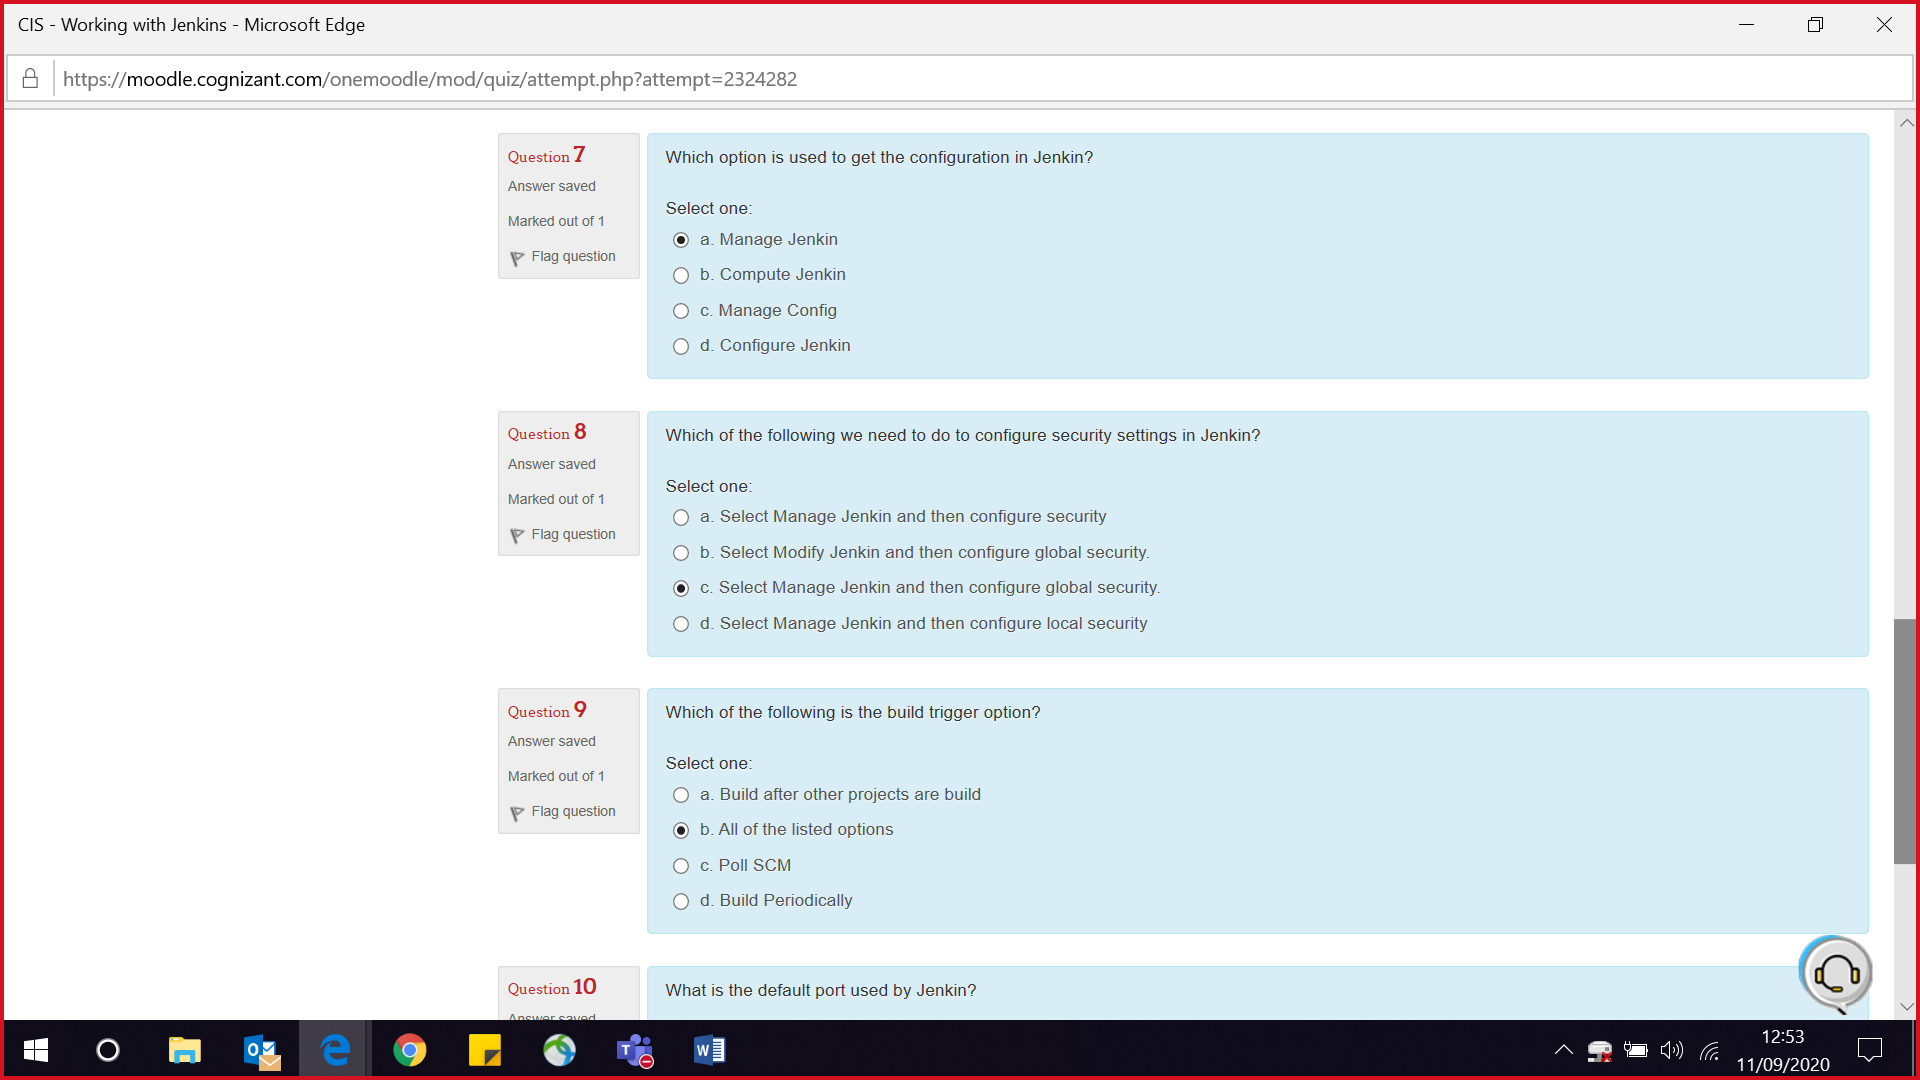 CIS - Working with Jenkins - Microsoft Edge
https://moodle.cognizant.com/onemoodle/mod/quiz/attempt.php?attempt=2324282
Question 7
Answer saved
Marked out of 1
Flag question
Which option is used to get the configuration in Jenkin?
Select one:
a. Manage Jenkin
b. Compute Jenkin
c. Manage Config
d. Configure Jenkin
Question 8
Answer saved
Marked out of 1
Flag question
Which of the following we need to do to configure security settings in Jenkin?
Select one:
a. Select Manage Jenkin and then configure security
b. Select Modify Jenkin and then configure global security.
c. Select Manage Jenkin and then configure global security.
d. Select Manage Jenkin and then configure local security
Question 9
Answer saved
Marked out of 1
Flag question
Which of the following is the build trigger option?
Select one:
a. Build after other projects are build
b. All of the listed options
c. Poll SCM
d. Build Periodically
Question 10
Answer saved
What is the default port used by Jenkin?
12:53
11/09/2020